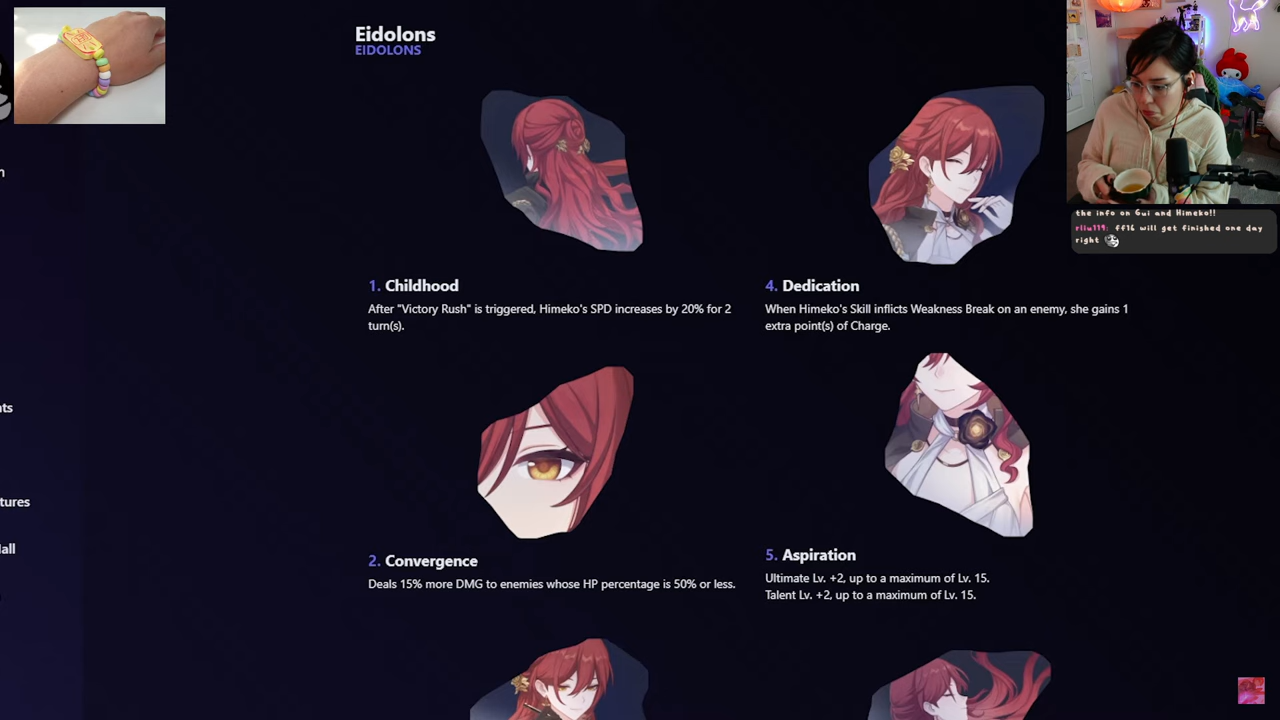 Eidolons
EIDOLONS
1. Childhood
After "Victory Rush" is triggered, Himeko's SPD increases by 20% for 2
turn(s).
4. Dedication
When Himeko's Skill inflicts Weakness Break on an enemy, she gains 1
extra point(s) of Charge.
2. Convergence
Deals 15% more DMG to enemies whose HP percentage is 50% or less.
5. Aspiration
Ultimate Lv. +2, up to a maximum of Lv. 15.
Talent Lv. +2, up to a maximum of Lv. 15.
the info on Gui and Himeko!!
rilu119: ff16 will get finished one day
right
n
ts
tures
all